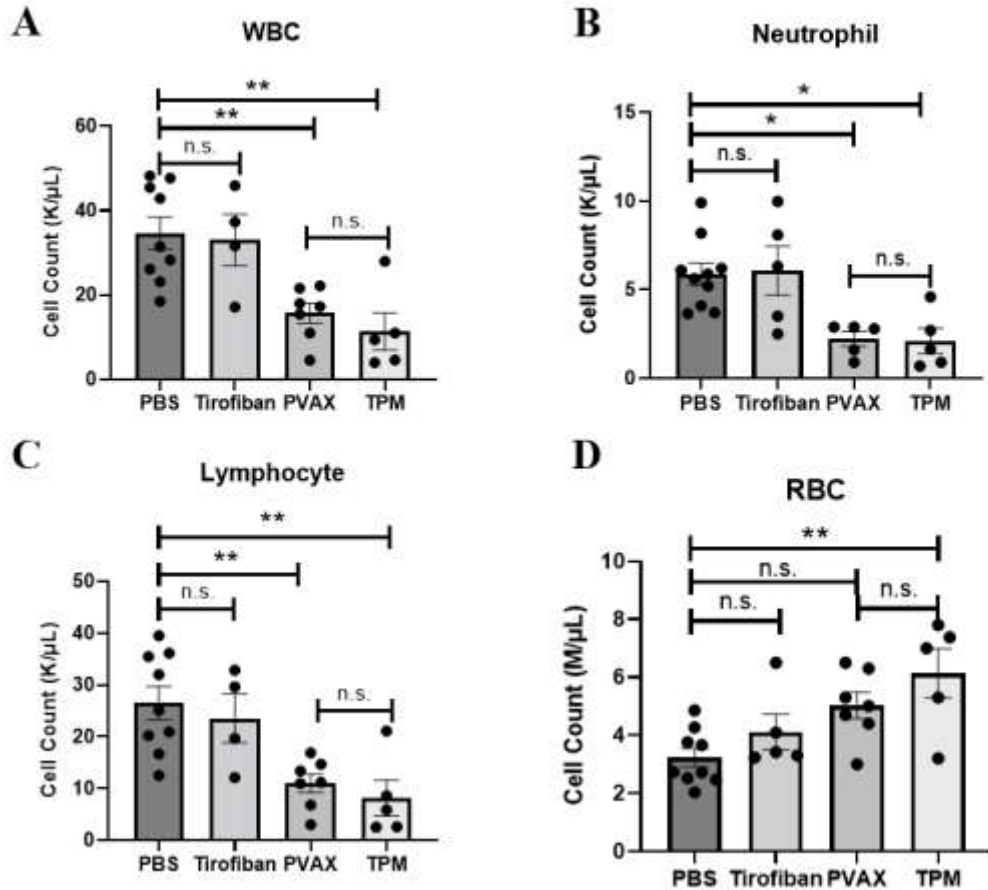 A
WBC
**
**
n.s.
n.s.
60
40
20
0
Cell Count (K/µL)
PBS Tirofiban PVAX TPM
B
Neutrophil
*
*
n.s.
n.s.
15
10
5
0
Cell Count (K/µL)
PBS Tirofiban PVAX TPM
C
Lymphocyte
**
**
n.s.
n.s.
50
40
30
20
10
0
Cell Count (K/µL)
PBS Tirofiban PVAX TPM
D
RBC
**
n.s.
n.s.
n.s.
10
8
6
4
2
0
Cell Count (M/µL)
PBS Tirofiban PVAX TPM